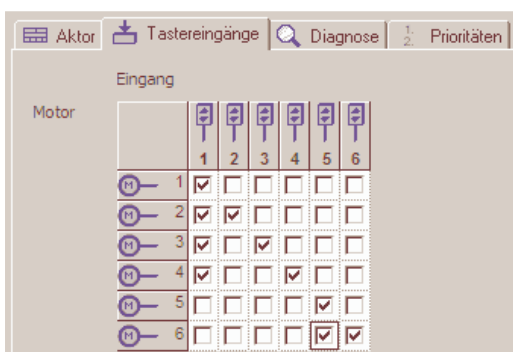 Aktor Tastereingänge Diagnose 1. 2. Prioritäten
Eingang
Motor
1 2 3 4 5 6
M 1
M 2
M 3
M 4
M 5
M 6